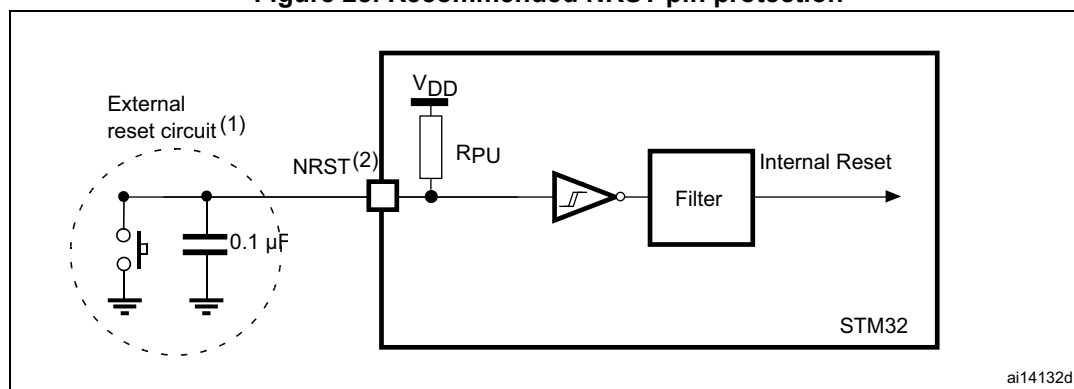 Figure 28. Recommended NRST pin protection
External
reset circuit(1)
VDD
NRST(2)
RPU
Internal Reset
Filter
0.1 µF
STM32
ai14132d